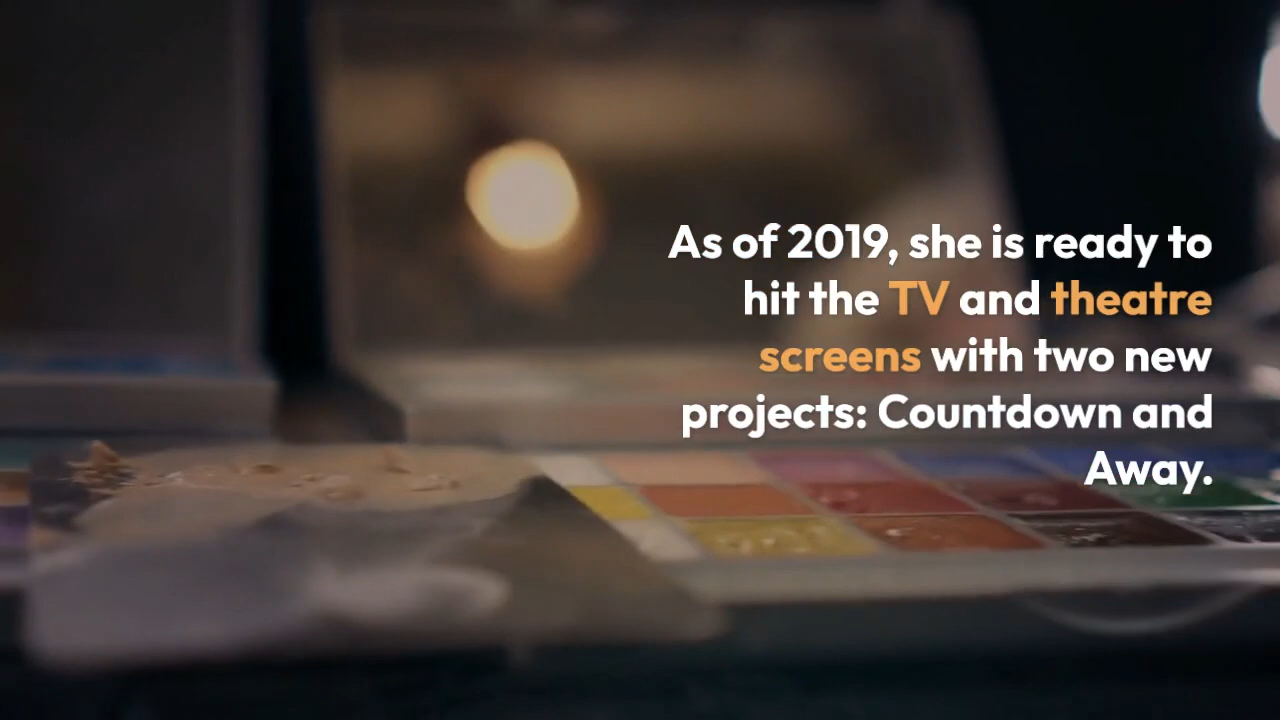 As of 2019, she is ready to
hit the TV and theatre
screens with two new
projects: Countdown and
Away.